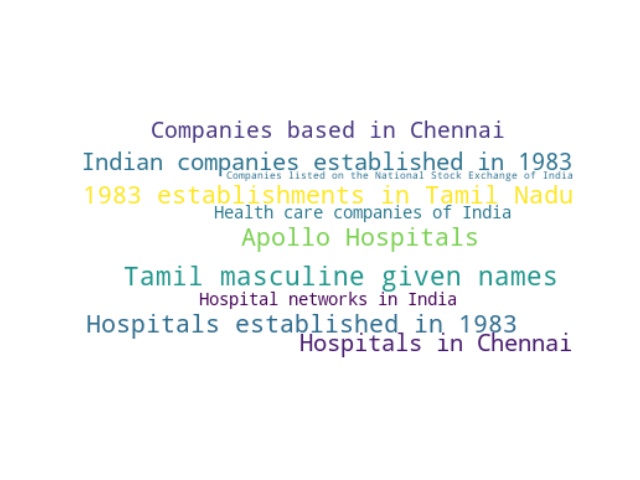 Companies based in Chennai
Indian companies established in 1983
Companies listed on the National Stock Exchange of India
1983 establishments in Tamil Nadu
Health care companies of India
Apollo Hospitals
Tamil masculine given names
Hospital networks in India
Hospitals established in 1983
Hospitals in Chennai